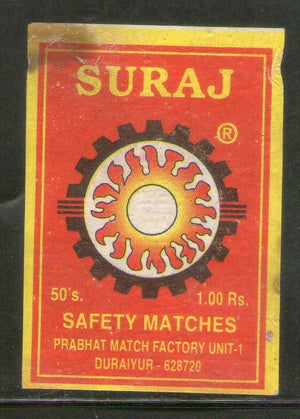 SURAJ
®
50's. 1.00 Rs.
SAFETY MATCHES
PRABHAT MATCH FACTORY UNIT-1
DURAIYUR - 628720